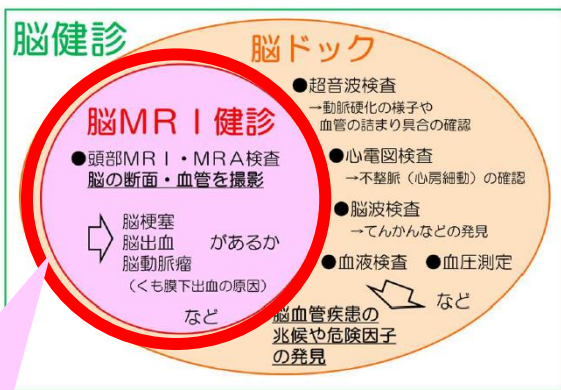 脳健診
脳ドック
脳MRI健診
●頭部MRI・MRA検査
脳の断面・血管を撮影
脳梗塞
脳出血
脳動脈瘤
があるか
(くも膜下出血の原因)
など
●超音波検査
→動脈硬化の様子や
血管の詰まり具合の確認
●心電図検査
→不整脈(心房細動)の確認
●脳波検査
→てんかんなどの発見
●血液検査 ●血圧測定
など
脳血管疾患の
兆候や危険因子
の発見